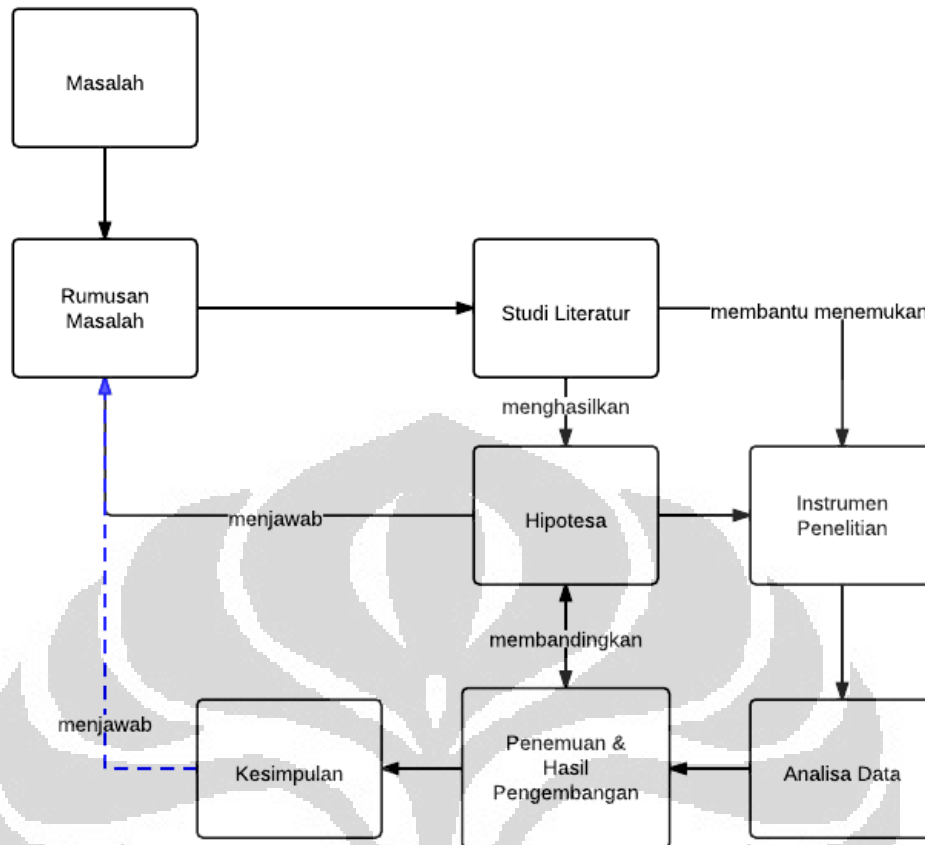 Masalah
Rumusan
Masalah
Studi Literatur
membantu menemukan
menghasilkan
Hipotesa
menjawab
Instrumen
Penelitian
membandingkan
menjawab
Kesimpulan
Penemuan &
Hasil
Pengembangan
Analisa Data